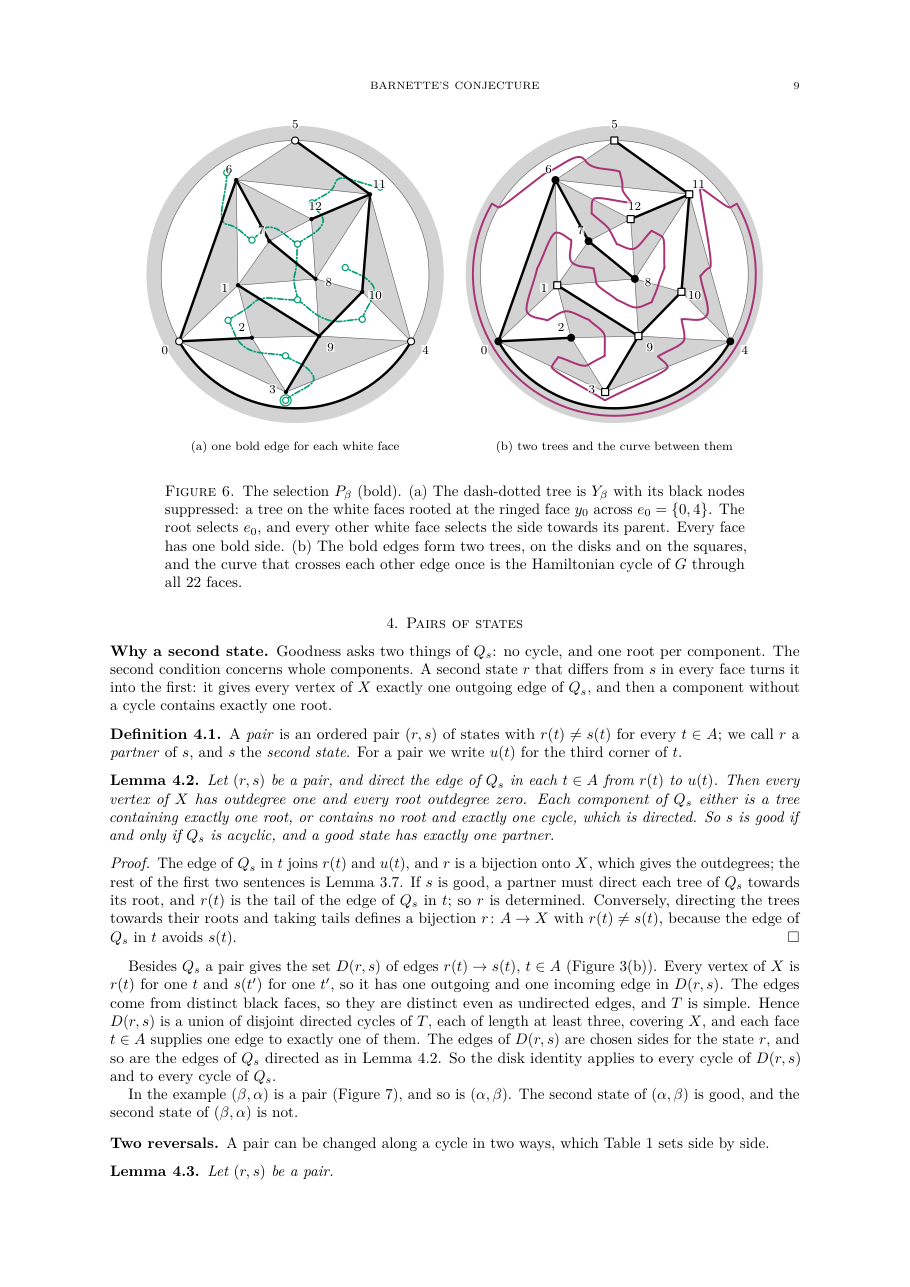 BARNETTE'S CONJECTURE 9
5 5
6 11 6 11
12 12
7 7
1 8 10 1 8 10
2 2
0 9 4 0 9 4
3 3
(a) one bold edge for each white face (b) two trees and the curve between them
FIGURE 6. The selection Pβ (bold). (a) The dash-dotted tree is Yβ with its black nodes
suppressed: a tree on the white faces rooted at the ringed face y0 across e0 = {0, 4}. The
root selects e0, and every other white face selects the side towards its parent. Every face
has one bold side. (b) The bold edges form two trees, on the disks and on the squares,
and the curve that crosses each other edge once is the Hamiltonian cycle of G through
all 22 faces.
4. PAIRS OF STATES
Why a second state. Goodness asks two things of Qs: no cycle, and one root per component. The
second condition concerns whole components. A second state r that differs from s in every face turns it
into the first: it gives every vertex of X exactly one outgoing edge of Qs, and then a component without
a cycle contains exactly one root.
Definition 4.1. A pair is an ordered pair (r, s) of states with r(t) ≠ s(t) for every t ∈ A; we call r a
partner of s, and s the second state. For a pair we write u(t) for the third corner of t.
Lemma 4.2. Let (r, s) be a pair, and direct the edge of Qs in each t ∈ A from r(t) to u(t). Then every
vertex of X has outdegree one and every root outdegree zero. Each component of Qs either is a tree
containing exactly one root, or contains no root and exactly one cycle, which is directed. So s is good if
and only if Qs is acyclic, and a good state has exactly one partner.
Proof. The edge of Qs in t joins r(t) and u(t), and r is a bijection onto X, which gives the outdegrees; the
rest of the first two sentences is Lemma 3.7. If s is good, a partner must direct each tree of Qs towards
its root, and r(t) is the tail of the edge of Qs in t; so r is determined. Conversely, directing the trees
towards their roots and taking tails defines a bijection r: A → X with r(t) ≠ s(t), because the edge of
Qs in t avoids s(t). □
Besides Qs a pair gives the set D(r, s) of edges r(t) → s(t), t ∈ A (Figure 3(b)). Every vertex of X is
r(t) for one t and s(t′) for one t′, so it has one outgoing and one incoming edge in D(r, s). The edges
come from distinct black faces, so they are distinct even as undirected edges, and T is simple. Hence
D(r, s) is a union of disjoint directed cycles of T, each of length at least three, covering X, and each face
t ∈ A supplies one edge to exactly one of them. The edges of D(r, s) are chosen sides for the state r, and
so are the edges of Qs directed as in Lemma 4.2. So the disk identity applies to every cycle of D(r, s)
and to every cycle of Qs.
In the example (β, α) is a pair (Figure 7), and so is (α, β). The second state of (α, β) is good, and the
second state of (β, α) is not.
Two reversals. A pair can be changed along a cycle in two ways, which Table 1 sets side by side.
Lemma 4.3. Let (r, s) be a pair.